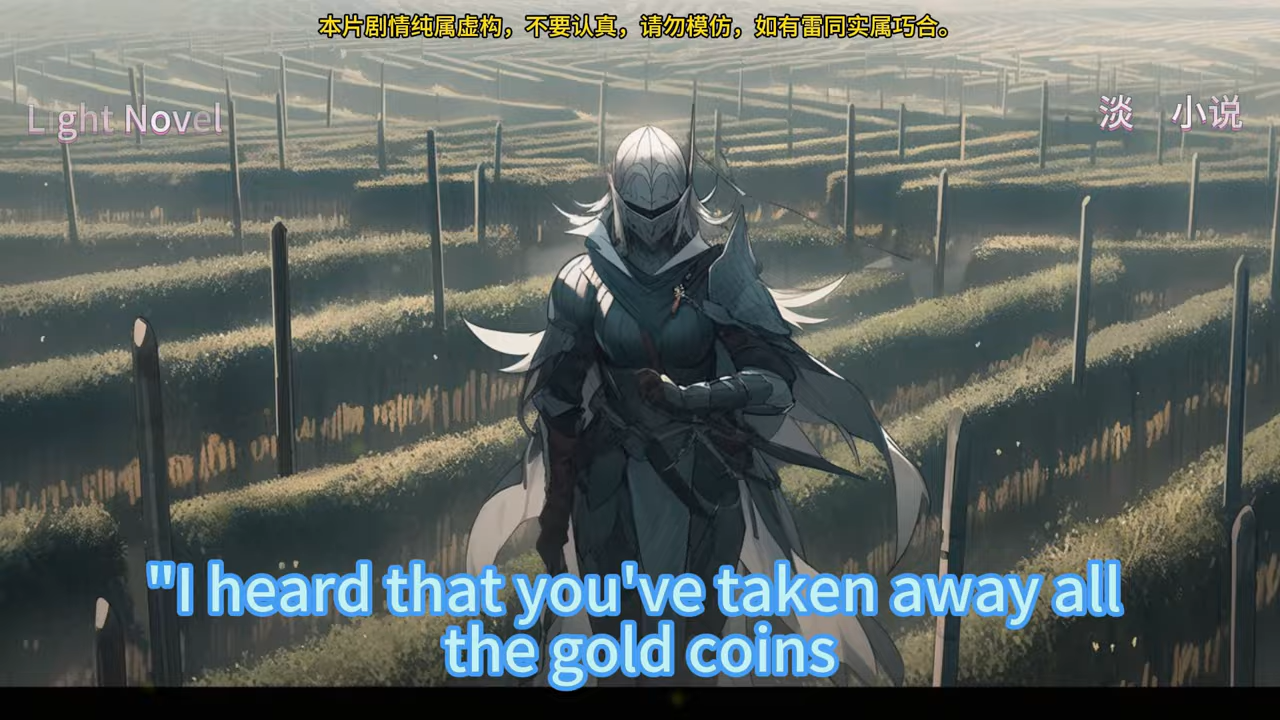 本片剧情纯属虚构，不要认真，请勿模仿，如有雷同实属巧合。
Light Novel
淡 小说
"I heard that you've taken away all
the gold coins